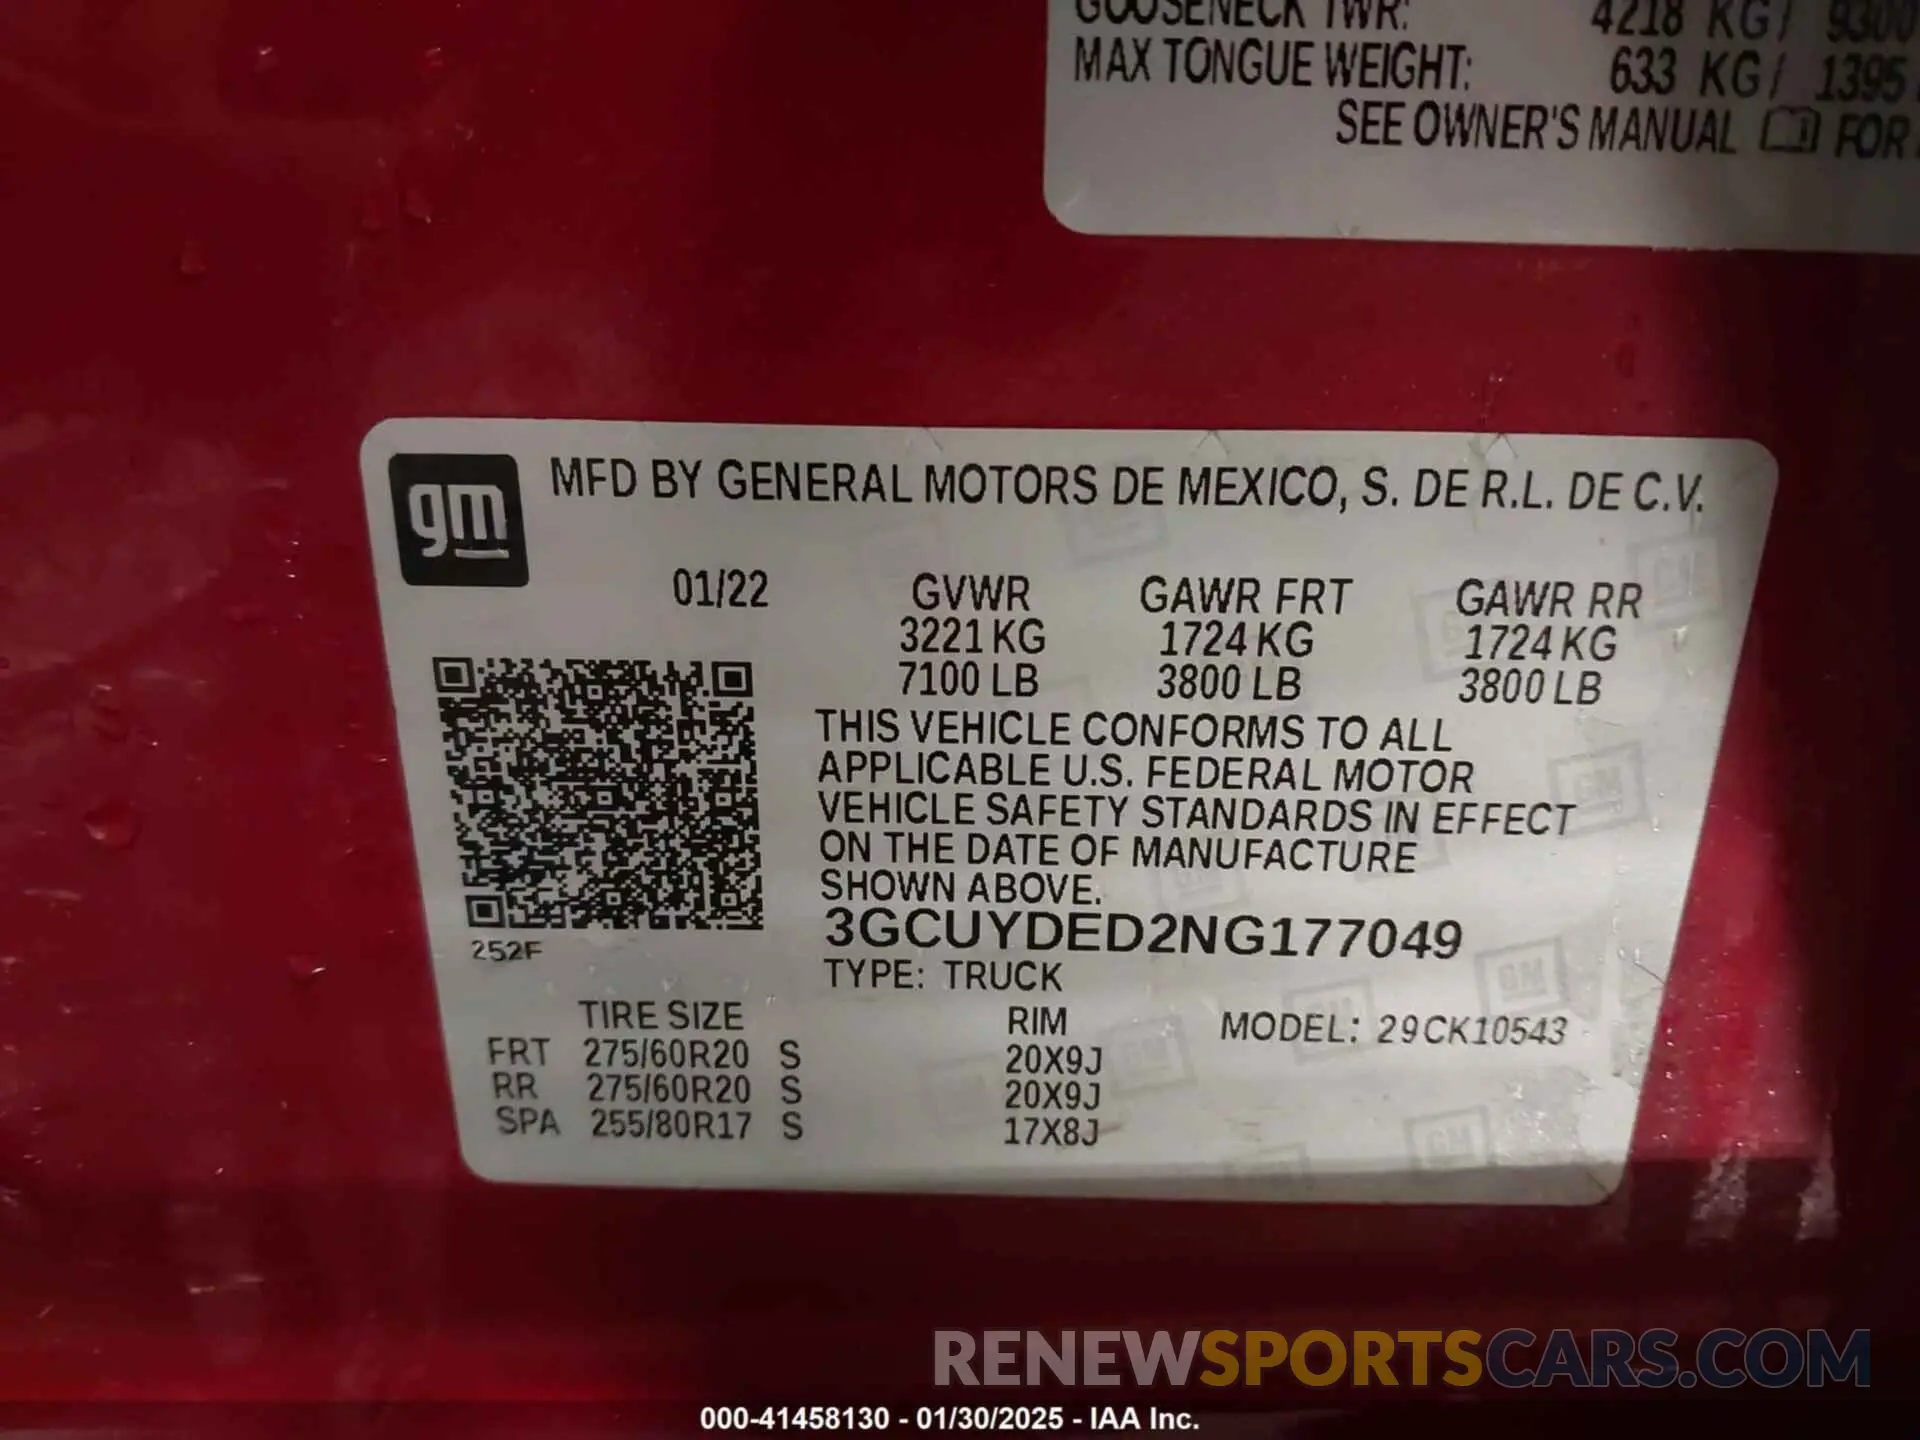 GOOSENECK TWR: 4218 KG/ 9300
MAX TONGUE WEIGHT: 633 KG/ 1395
SEE OWNER'S MANUAL FOR
gm
MFD BY GENERAL MOTORS DE MEXICO, S. DE R.L. DE C.V.
01/22 GVWR GAWR FRT GAWR RR
3221 KG 1724 KG 1724 KG
7100 LB 3800 LB 3800 LB
THIS VEHICLE CONFORMS TO ALL
APPLICABLE U.S. FEDERAL MOTOR
VEHICLE SAFETY STANDARDS IN EFFECT
ON THE DATE OF MANUFACTURE
SHOWN ABOVE.
3GCUYDED2NG177049
252F
TYPE: TRUCK
TIRE SIZE RIM MODEL: 29CK10543
FRT 275/60R20 S 20X9J
RR 275/60R20 S 20X9J
SPA 255/80R17 S 17X8J
RENEWSPORTSCARS.COM
000-41458130 - 01/30/2025 - IAA Inc.